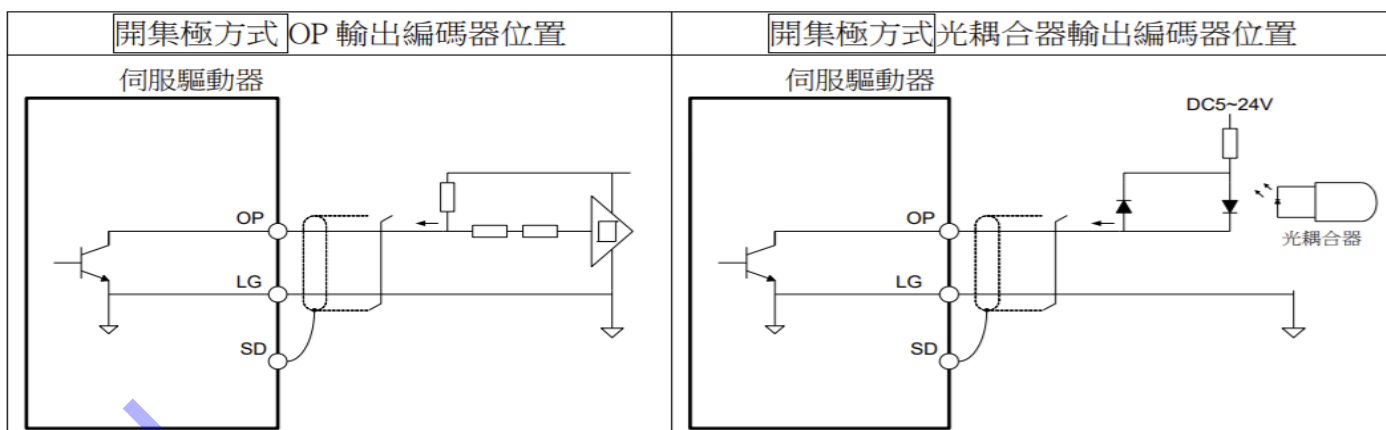 開集極方式 OP 輸出編碼器位置
開集極方式光耦合器輸出編碼器位置
伺服驅動器
OP
LG
SD
伺服驅動器
DC5~24V
OP
光耦合器
LG
SD